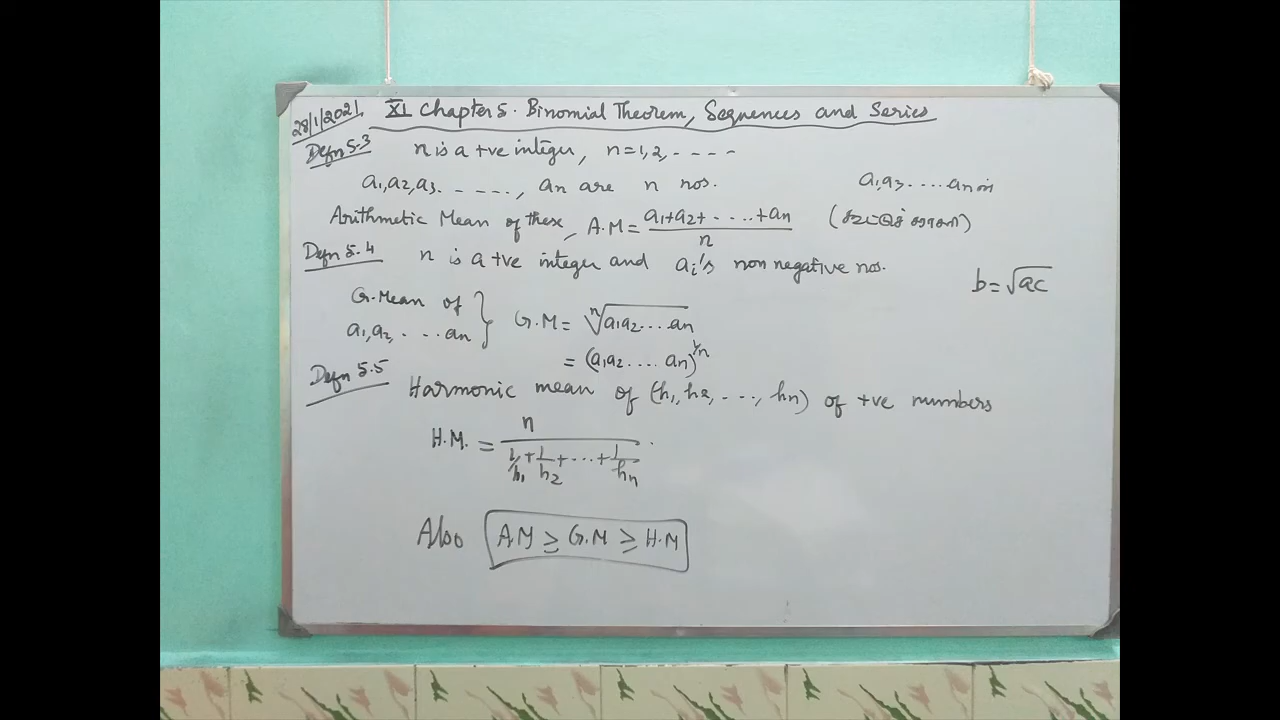 28/1/2021 XI Chapter 5. Binomial Theorem, Sequences and Series
Defn 5.3 n is a +ve integer, n=1,2,-----
a₁,a₂,a₃------, an are n nos. a₁,a₃....an
Arithmetic Mean of these, A.M = (a₁+a₂+....+an)/n
Defn 5.4 n is a +ve integer and aᵢ's non negative nos.
b = √ac
G.Mean of a₁,a₂,....an } G.M = ⁿ√a₁a₂...an
= (a₁a₂....an)^1/n
Defn 5.5 Harmonic mean of (h₁,h₂,...,hn) of +ve numbers
H.M. = n/(1/h₁+1/h₂+...+1/hn).
Also A.M ≥ G.M ≥ H.M